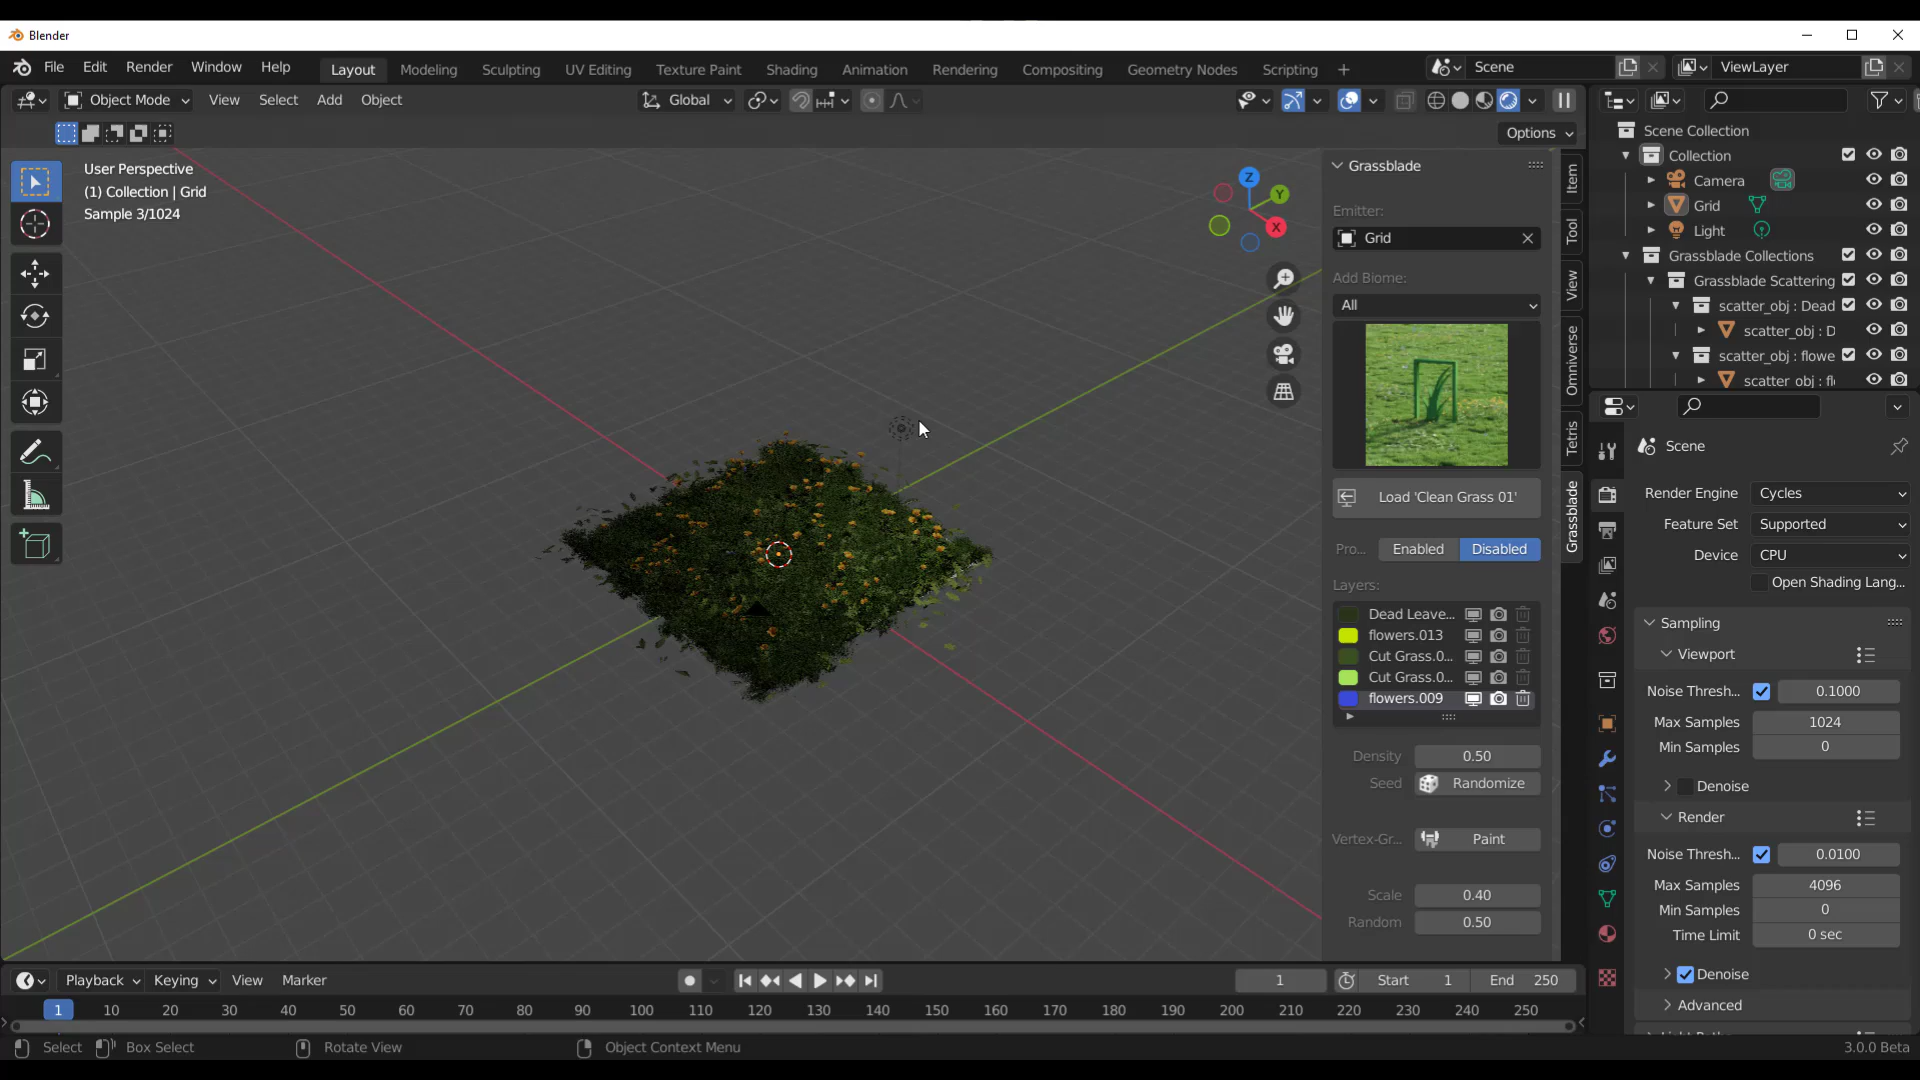 Blender
File Edit Render Window Help
Layout Modeling Sculpting UV Editing Texture Paint Shading Animation Rendering Compositing Geometry Nodes Scripting +
Scene
ViewLayer
Object Mode View Select Add Object
Global
Options
User Perspective
(1) Collection | Grid
Sample 3/1024
Z
Y
X
Grassblade
Emitter:
Grid
Add Biome:
All
Load 'Clean Grass 01'
Pro... Enabled Disabled
Layers:
Dead Leave...
flowers.013
Cut Grass.0...
Cut Grass.0...
flowers.009
Density 0.50
Seed Randomize
Vertex-Gr... Paint
Scale 0.40
Random 0.50
Item
Tool
View
Omniverse
Tetris
Grassblade
Scene Collection
Collection
Camera
Grid
Light
Grassblade Collections
Grassblade Scattering
scatter_obj : Dead
scatter_obj : D
scatter_obj : flowe
scatter_obj : fl
Scene
Render Engine Cycles
Feature Set Supported
Device CPU
Open Shading Lang...
Sampling
Viewport
Noise Thresh... 0.1000
Max Samples 1024
Min Samples 0
Denoise
Render
Noise Thresh... 0.0100
Max Samples 4096
Min Samples 0
Time Limit 0 sec
Denoise
Advanced
Playback Keying View Marker
1
Start 1 End 250
1 10 20 30 40 50 60 70 80 90 100 110 120 130 140 150 160 170 180 190 200 210 220 230 240 250
Select Box Select Rotate View Object Context Menu
3.0.0 Beta